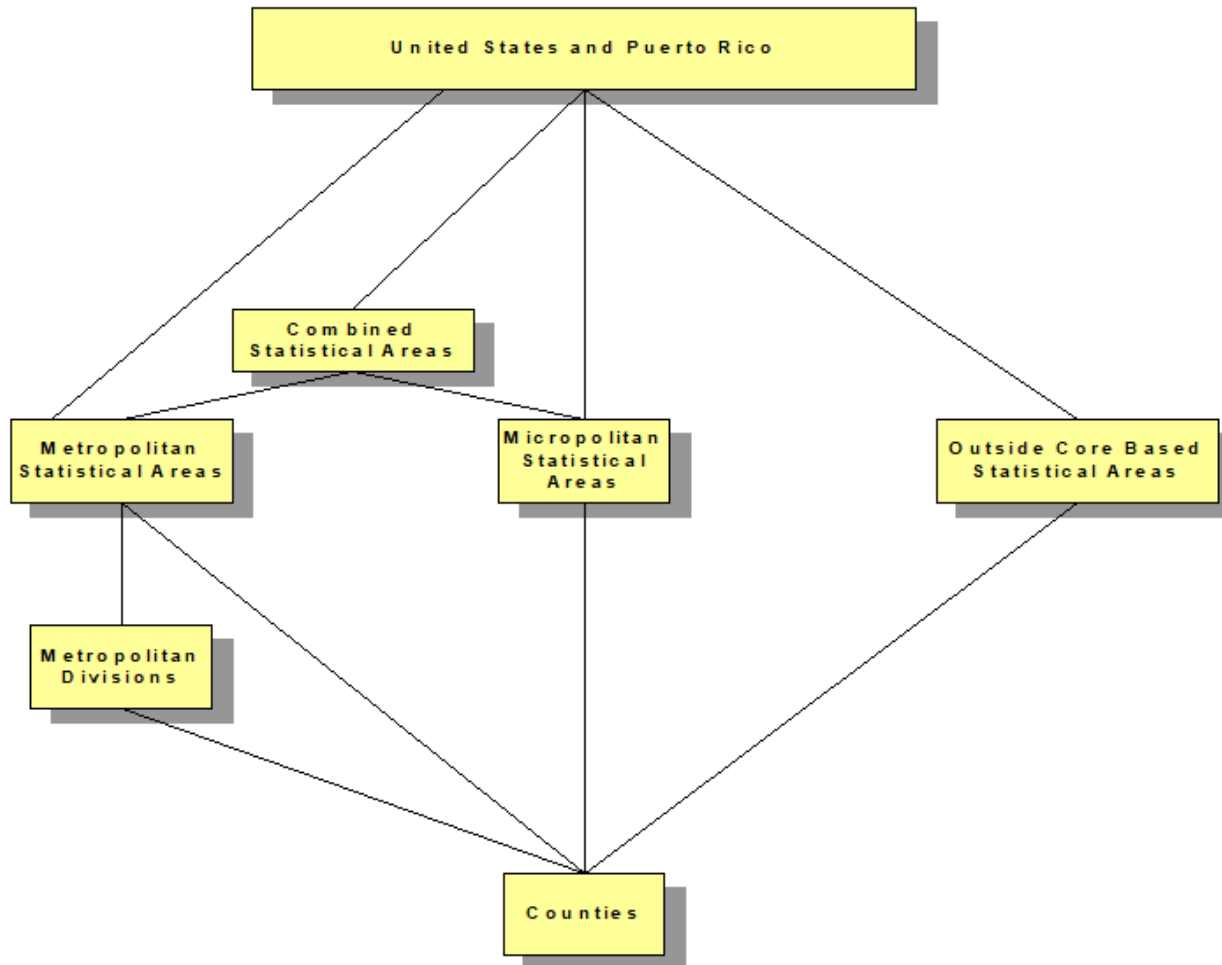 United States and Puerto Rico
Combined
Statistical Areas
Metropolitan
Statistical Areas
Micropolitan
Statistical
Areas
Outside Core Based
Statistical Areas
Metropolitan
Divisions
Counties